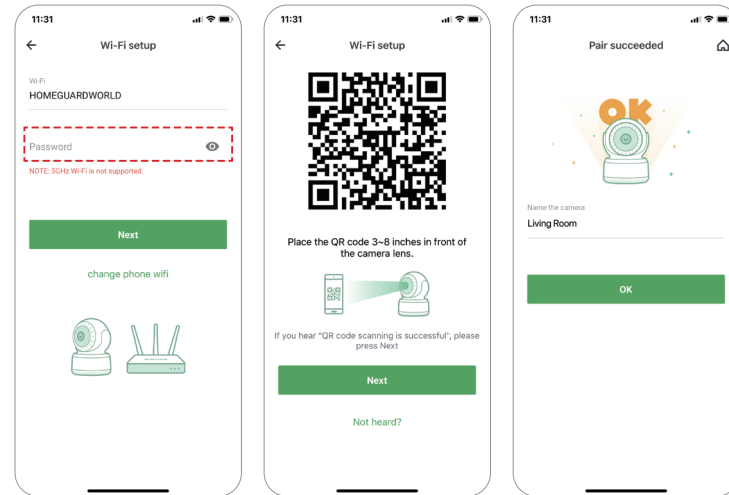 11:31
Wi-Fi setup
Wi-Fi
HOMEGUARDWORLD
Password
NOTE: 5GHz Wi-Fi is not supported.
Next
change phone wifi
11:31
Wi-Fi setup
Place the QR code 3~8 inches in front of
the camera lens.
If you hear "QR code scanning is successful", please
press Next
Next
Not heard?
11:31
Pair succeeded
OK
Name the camera
Living Room
OK